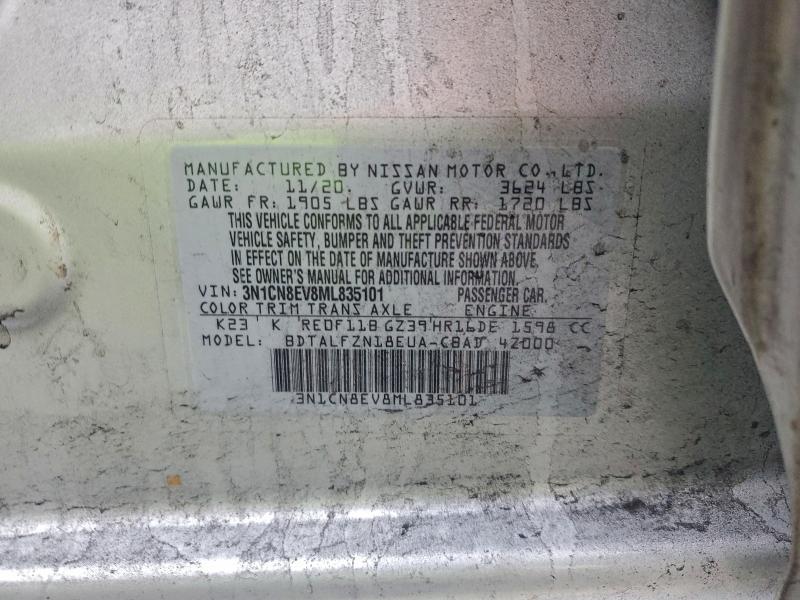 MANUFACTURED BY NISSAN MOTOR CO., LTD.
DATE: 11/20. GVWR: 3624 LBS
GAWR FR: 1905 LBS GAWR RR: 1720 LBS
THIS VEHICLE CONFORMS TO ALL APPLICABLE FEDERAL MOTOR
VEHICLE SAFETY, BUMPER AND THEFT PREVENTION STANDARDS
IN EFFECT ON THE DATE OF MANUFACTURE SHOWN ABOVE.
SEE OWNER'S MANUAL FOR ADDITIONAL INFORMATION.
VIN: 3N1CN8EV8ML835101 PASSENGER CAR.
COLOR TRIM TRANS AXLE ENGINE
K23 K RE0F11B GZ39 HR16DE 1598 CC
MODEL: BDTALFZN18EUA-CBAD 4Z000
3N1CN8EV8ML835101